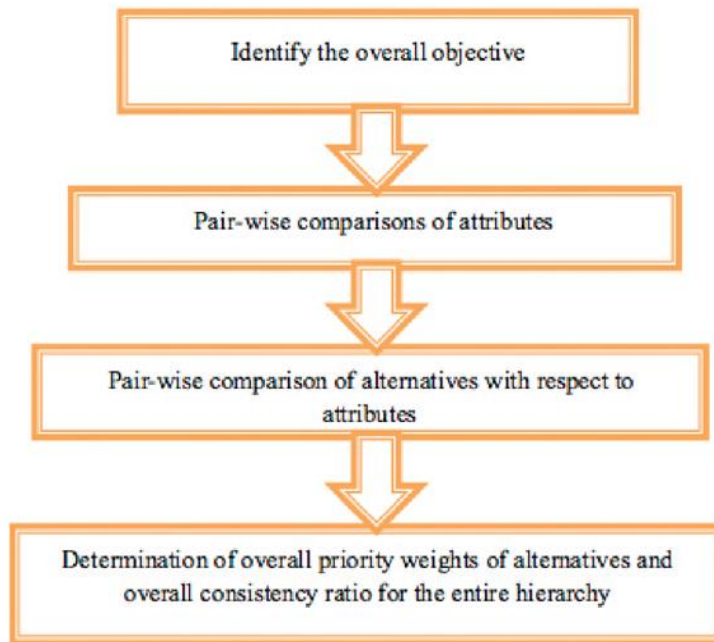 Identify the overall objective
Pair-wise comparisons of attributes
Pair-wise comparison of alternatives with respect to
attributes
Determination of overall priority weights of alternatives and
overall consistency ratio for the entire hierarchy